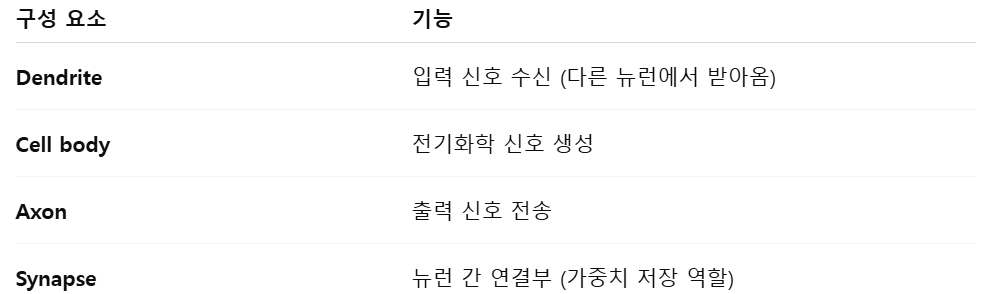 구성 요소 기능
Dendrite 입력 신호 수신 (다른 뉴런에서 받아옴)
Cell body 전기화학 신호 생성
Axon 출력 신호 전송
Synapse 뉴런 간 연결부 (가중치 저장 역할)